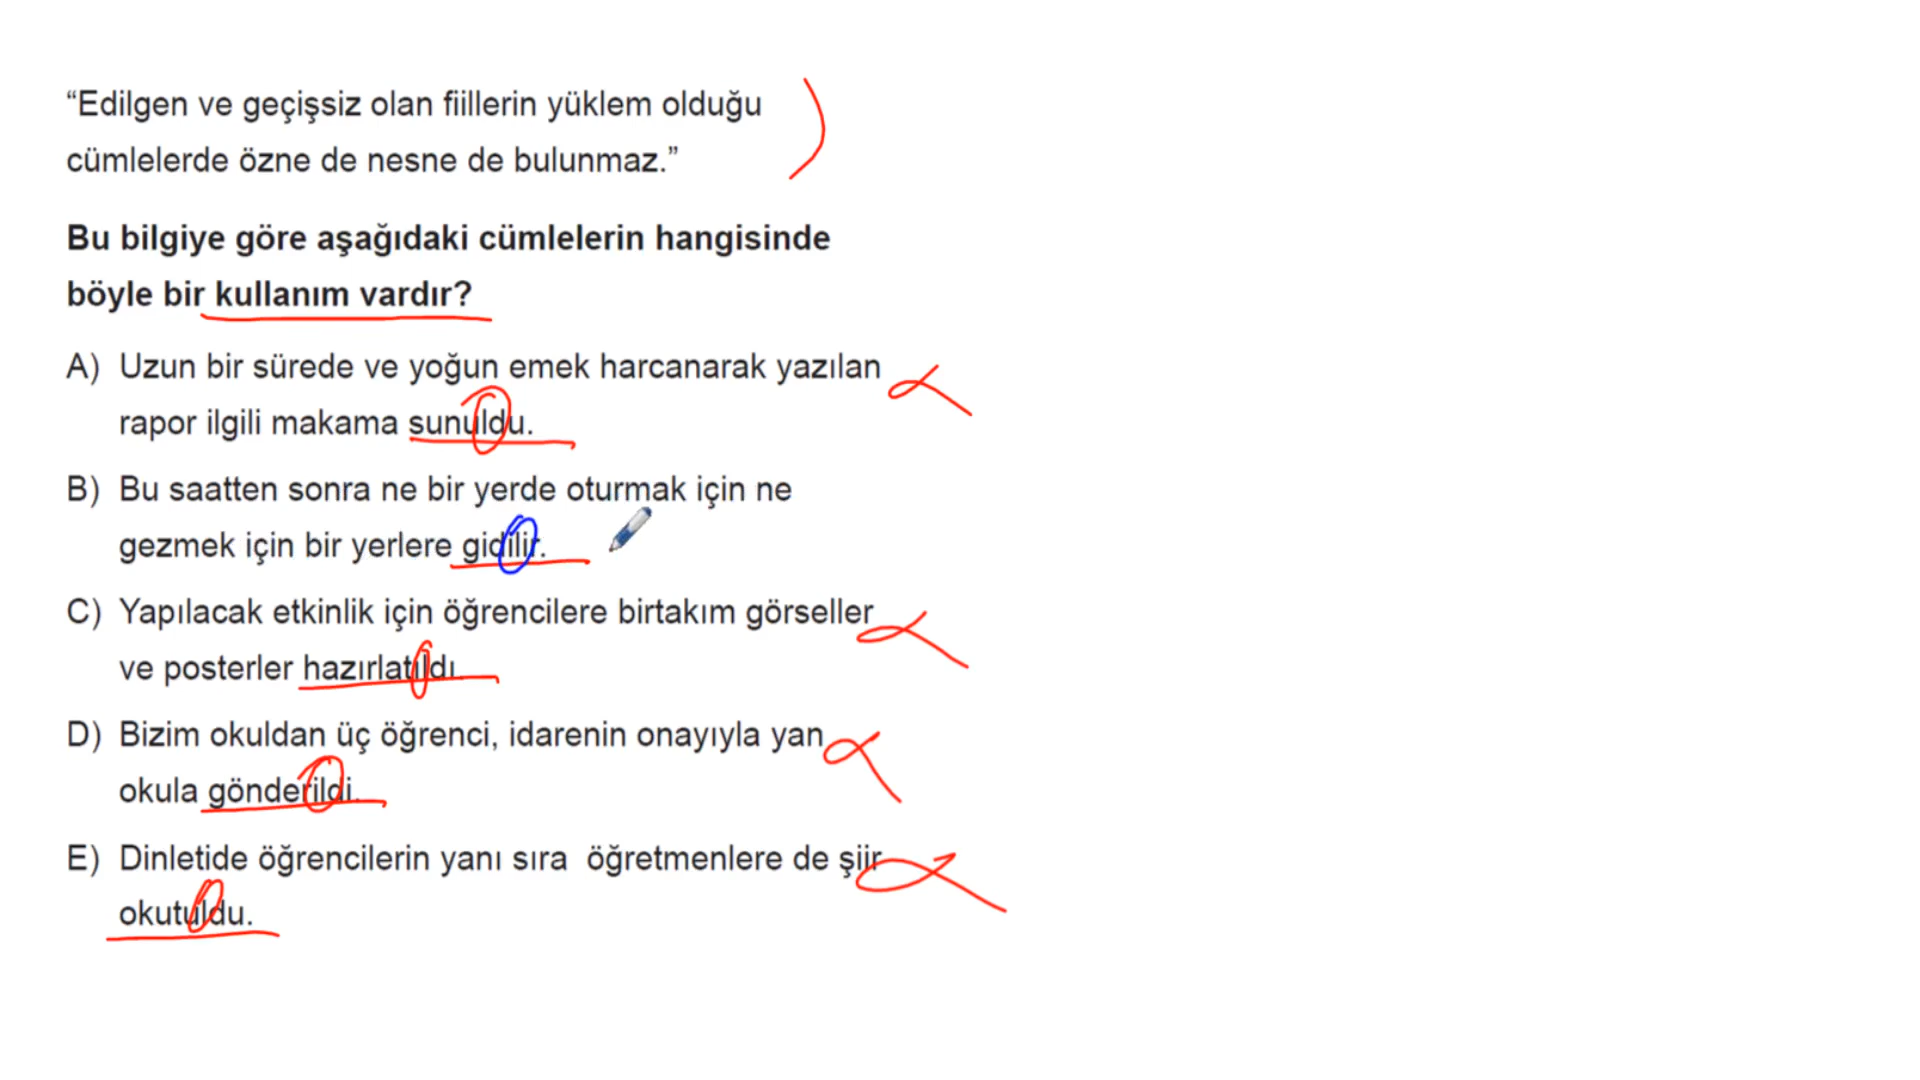 “Edilgen ve geçişsiz olan fiillerin yüklem olduğu
cümlelerde özne de nesne de bulunmaz.”
Bu bilgiye göre aşağıdaki cümlelerin hangisinde
böyle bir kullanım vardır?
A) Uzun bir sürede ve yoğun emek harcanarak yazılan
rapor ilgili makama sunuldu.
B) Bu saatten sonra ne bir yerde oturmak için ne
gezmek için bir yerlere gidilir.
C) Yapılacak etkinlik için öğrencilere birtakım görseller
ve posterler hazırlatıldı.
D) Bizim okuldan üç öğrenci, idarenin onayıyla yan
okula gönderildi.
E) Dinletide öğrencilerin yanı sıra öğretmenlere de şiir
okutuldu.